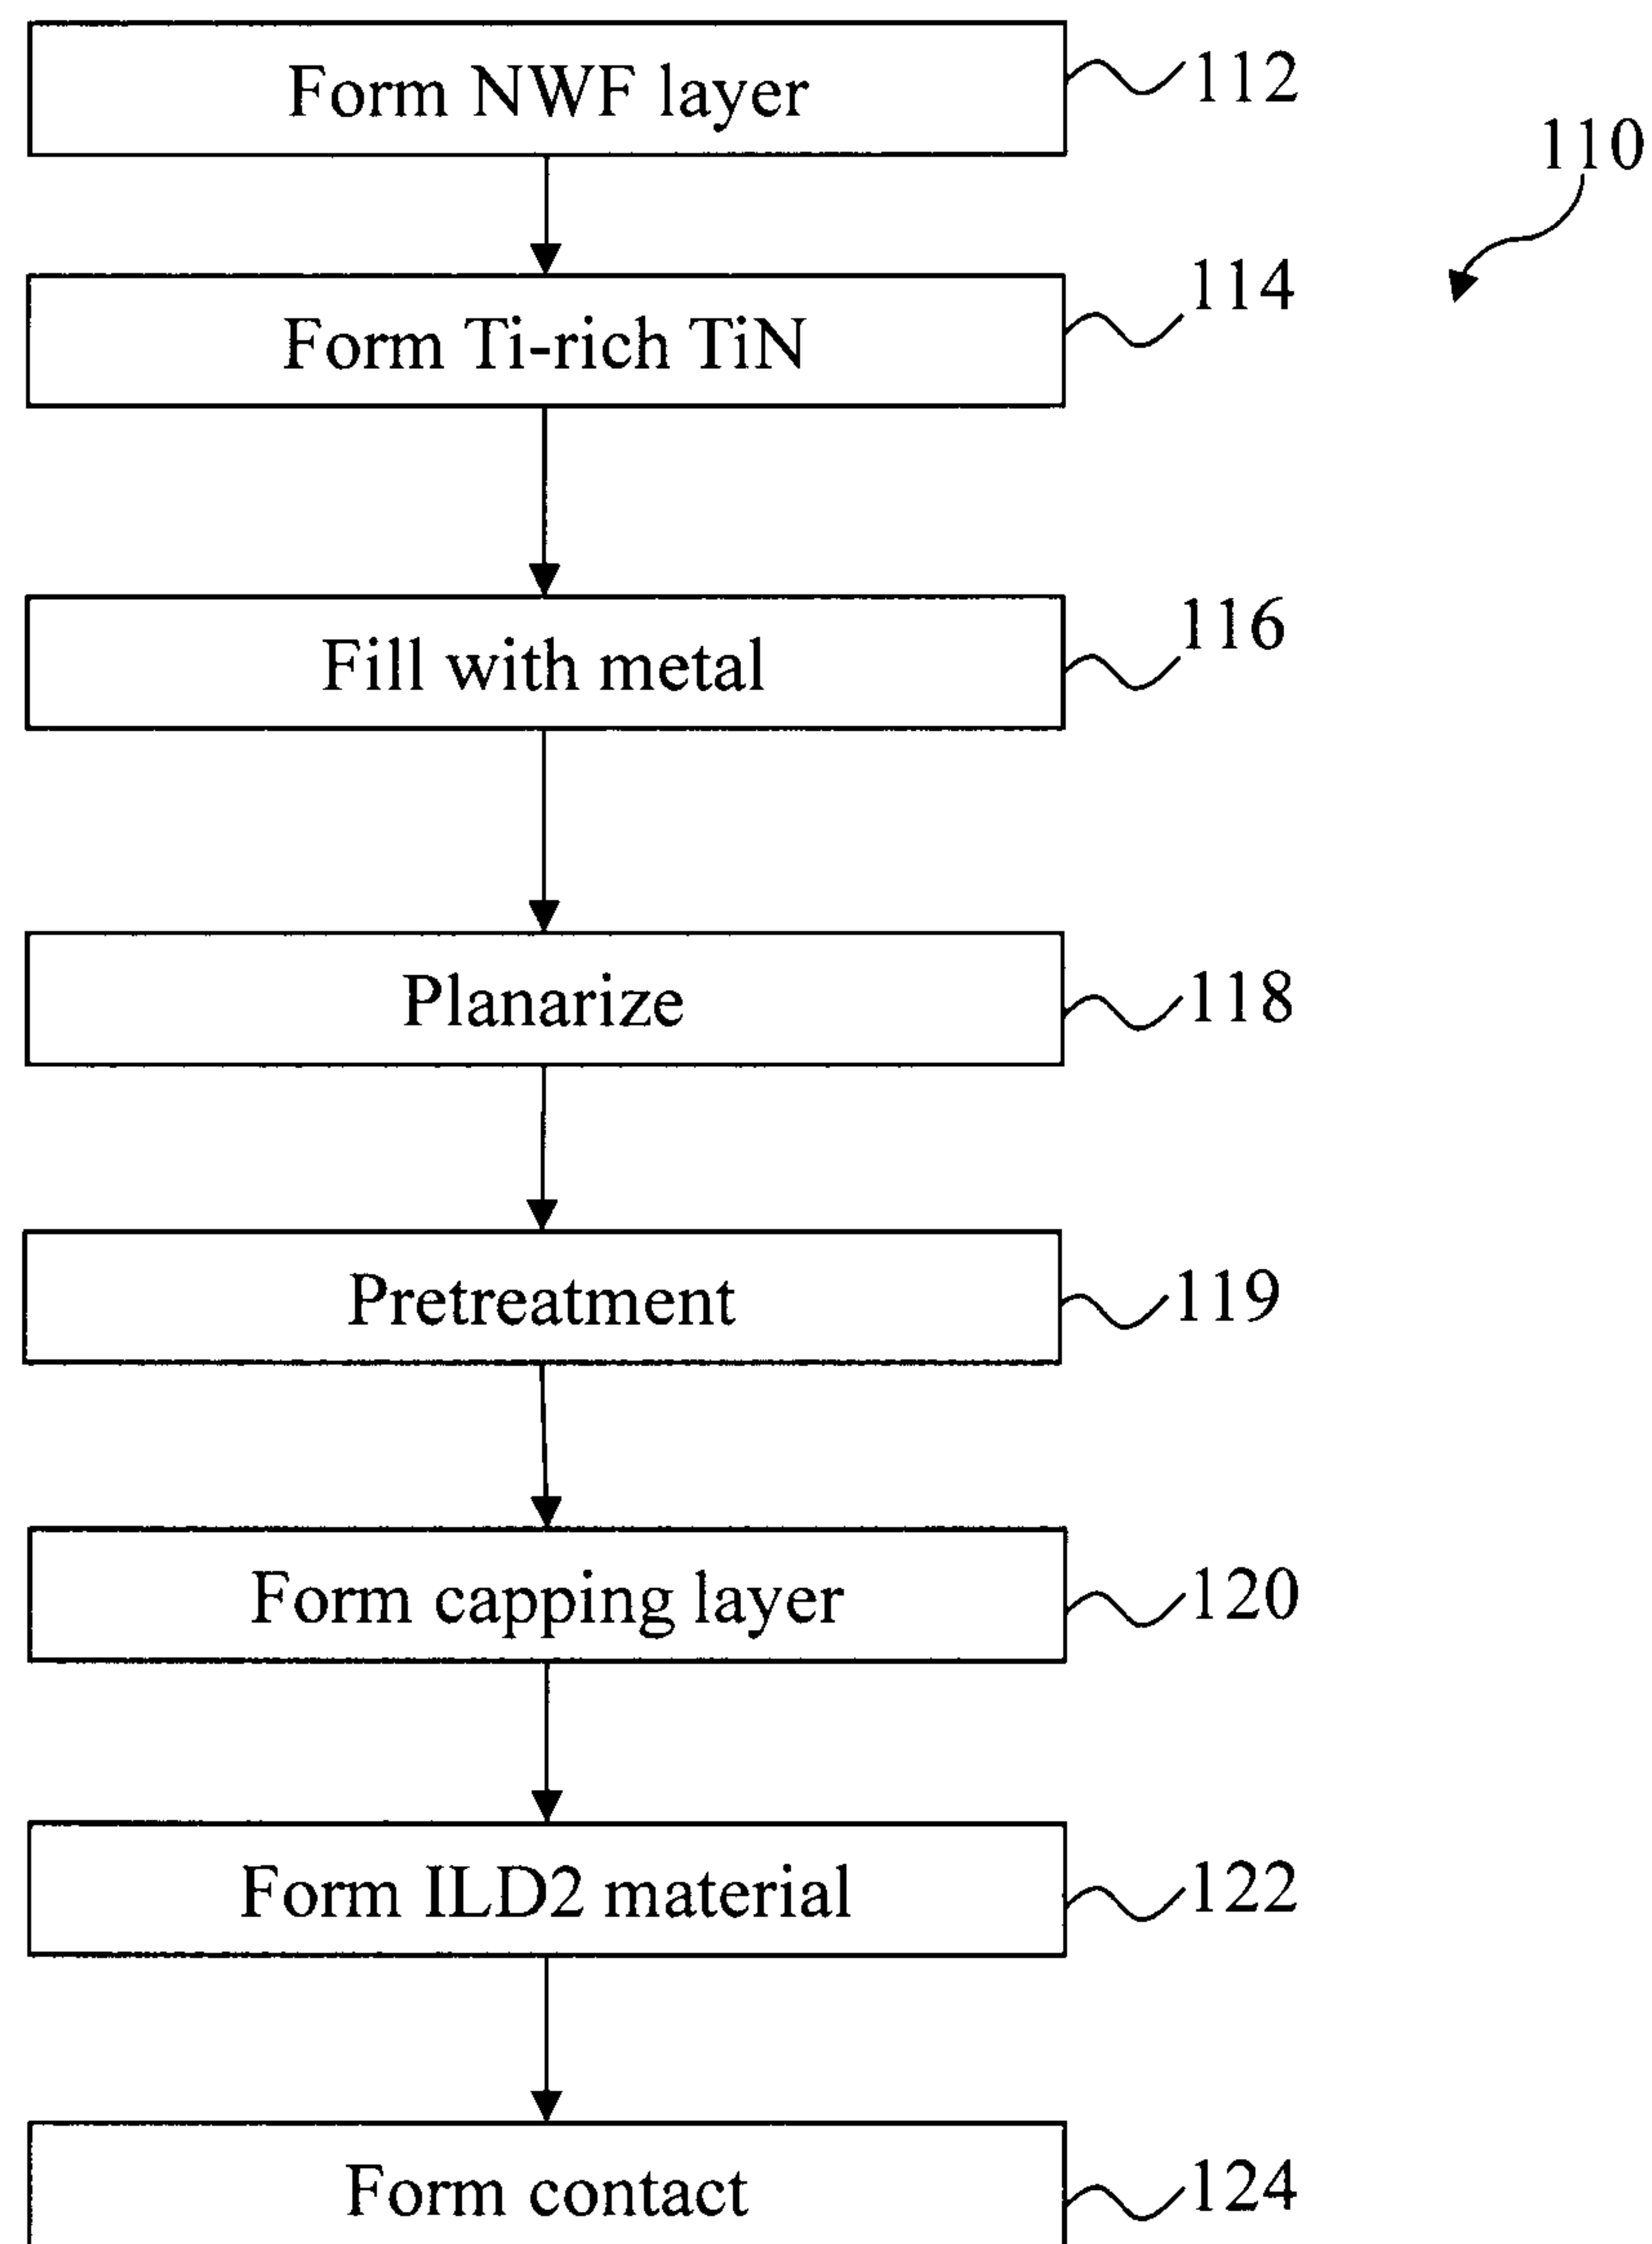 Form NWF layer
112
110
Form Ti-rich TiN
114
Fill with metal
116
Planarize
118
Pretreatment
119
Form capping layer
120
Form ILD2 material
122
Form contact
124